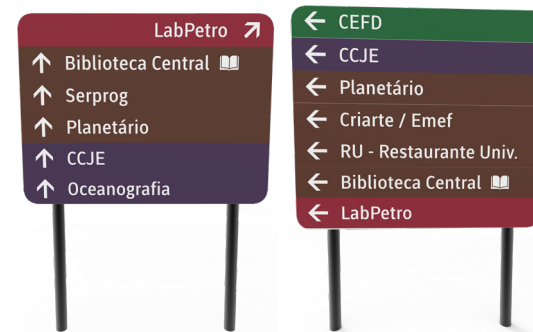 LabPetro
Biblioteca Central
Serprog
Planetário
CCJE
Oceanografia
CEFD
CCJE
Planetário
Criarte / Emef
RU - Restaurante Univ.
Biblioteca Central
LabPetro